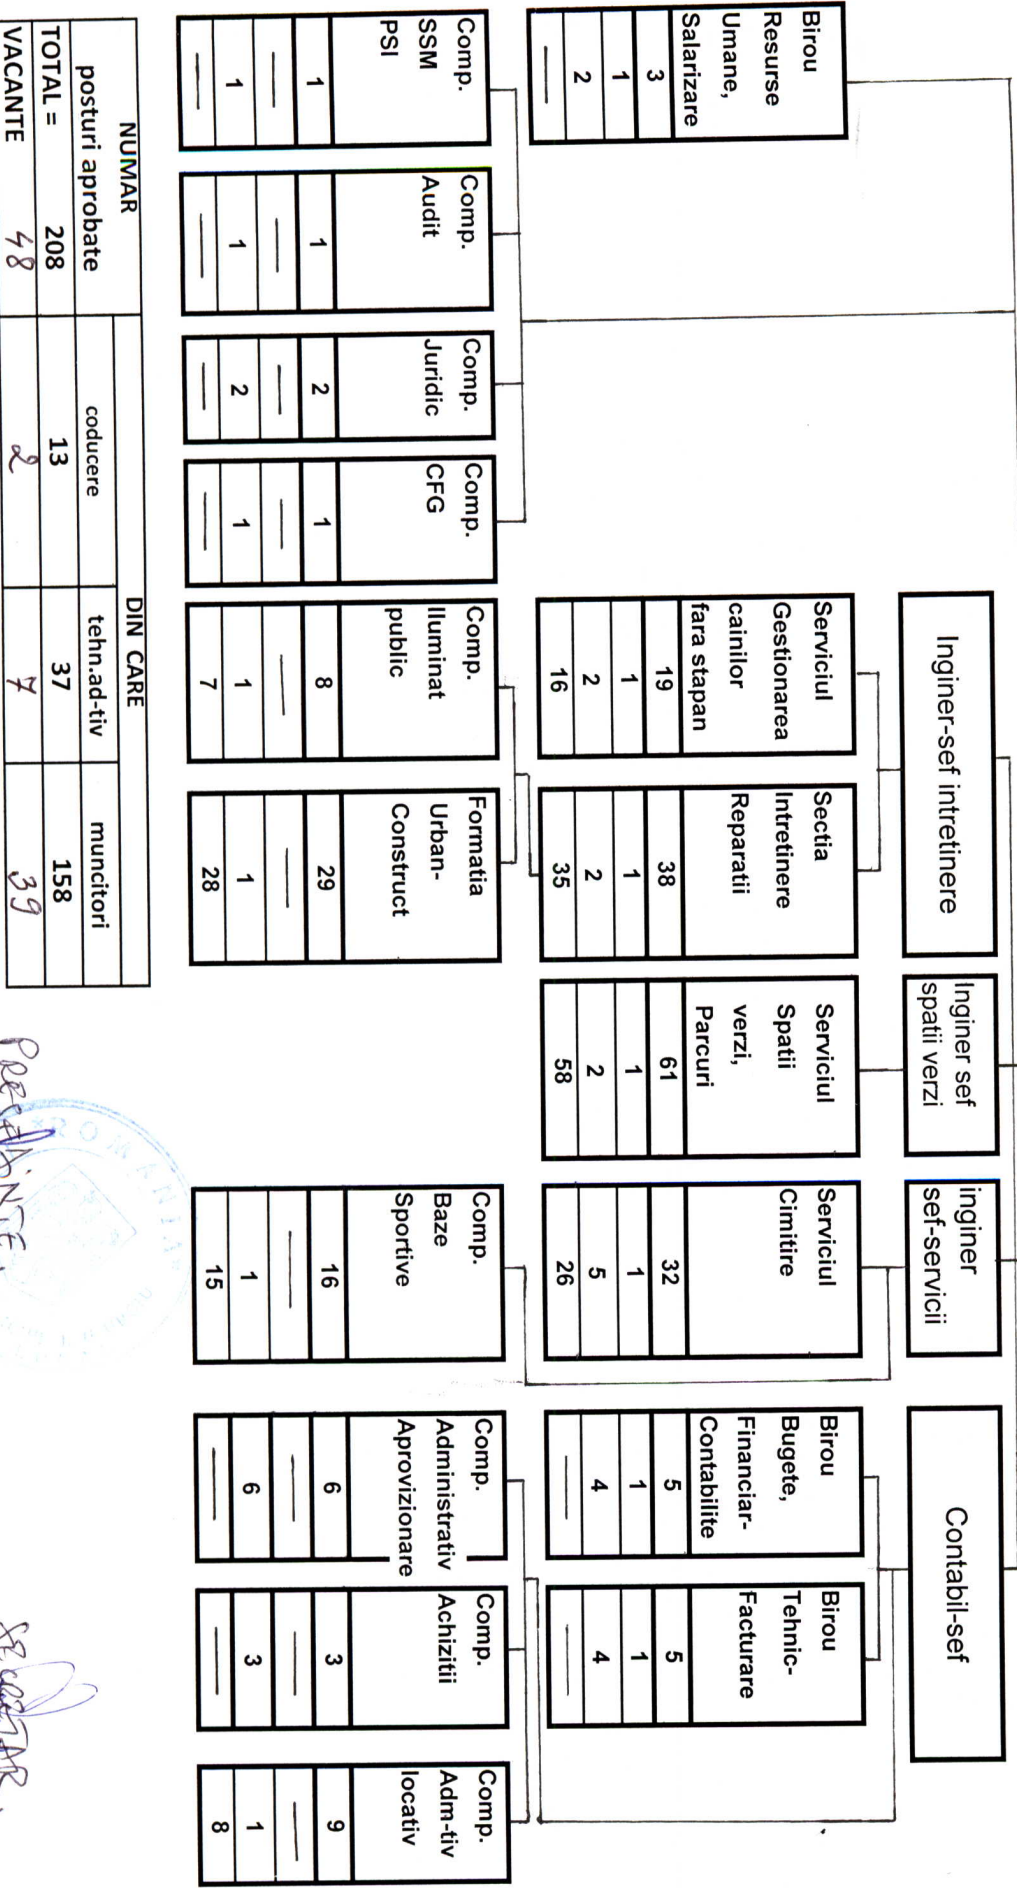 Inginer-sef intretinere
Inginer sef
spatii verzi
inginer
sef-servicii
Contabil-sef
Birou
Resurse
Umane,
Salarizare
3
1
2
—
Serviciul
Gestionarea
cainilor
fara stapan
19
1
2
16
Sectia
Intretinere
Reparatii
38
1
2
35
Serviciul
Spatii
verzi,
Parcuri
61
1
2
58
Serviciul
Cimitire
32
1
5
26
Birou
Bugete,
Financiar-
Contabilite
5
1
4
—
Birou
Tehnic-
Facturare
5
1
4
—
Comp.
SSM
PSI
1
—
1
—
Comp.
Audit
1
—
1
—
Comp.
Juridic
2
—
2
—
Comp.
CFG
1
—
1
—
Comp.
Iluminat
public
8
—
1
7
Formatia
Urban-
Construct
29
—
1
28
Comp.
Baze
Sportive
16
—
1
15
Comp.
Administrativ
Aprovizionare
6
—
6
—
Comp.
Achizitii
3
—
3
—
Comp.
Adm-tiv
locativ
9
—
1
8
NUMAR DIN CARE
posturi aprobate coducere tehn.ad-tiv muncitori
TOTAL = 208 13 37 158
VACANTE 48 2 7 39
ROMANIA
PRESEDINTE, SECRETAR,